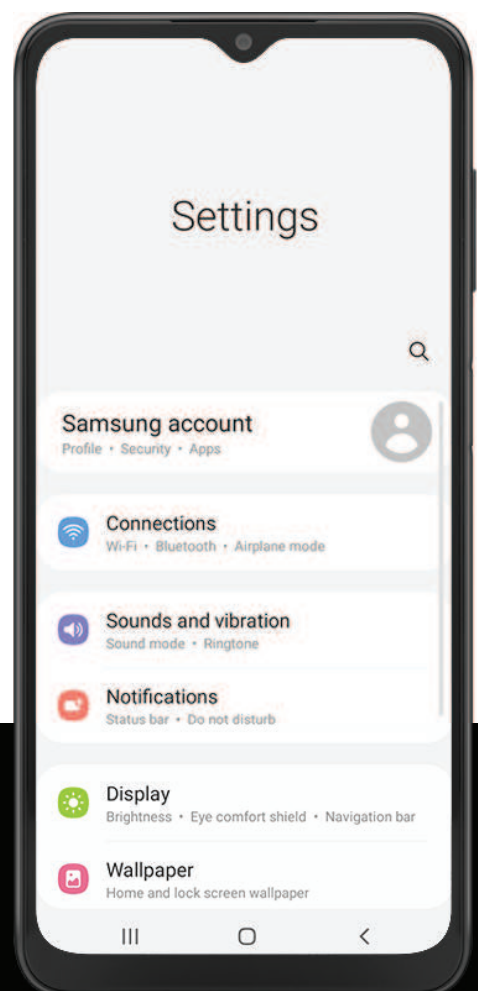 Settings
Samsung account
Profile • Security • Apps
Connections
Wi-Fi • Bluetooth • Airplane mode
Sounds and vibration
Sound mode • Ringtone
Notifications
Status bar • Do not disturb
Display
Brightness • Eye comfort shield • Navigation bar
Wallpaper
Home and lock screen wallpaper